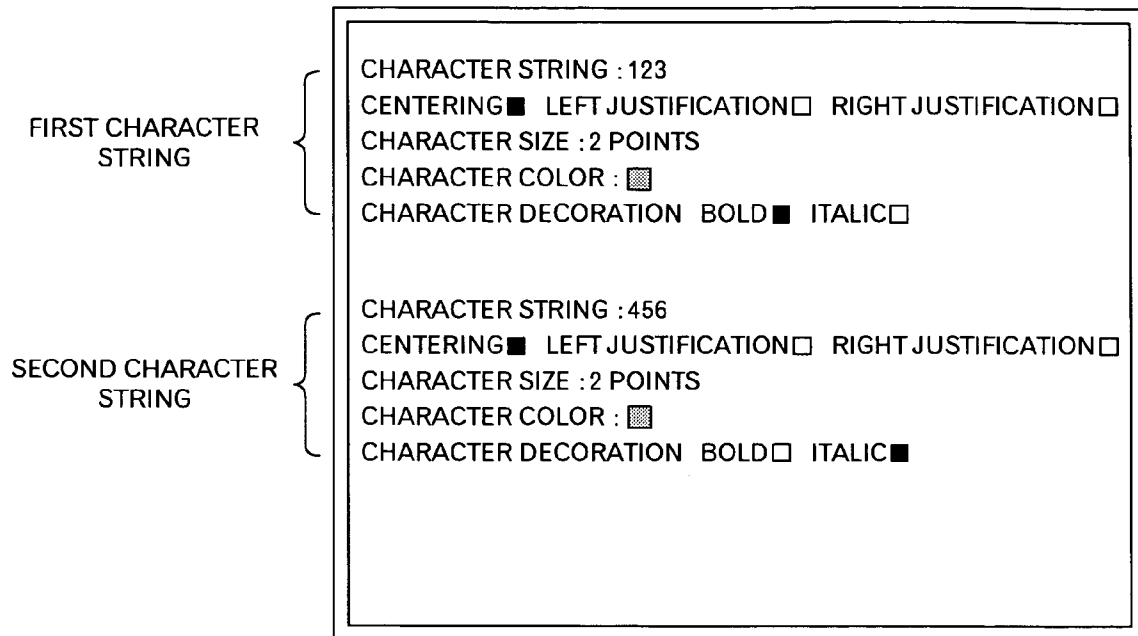 FIRST CHARACTER
STRING
CHARACTER STRING : 123
CENTERING■ LEFT JUSTIFICATION□ RIGHT JUSTIFICATION□
CHARACTER SIZE : 2 POINTS
CHARACTER COLOR :
CHARACTER DECORATION BOLD■ ITALIC□
SECOND CHARACTER
STRING
CHARACTER STRING : 456
CENTERING■ LEFT JUSTIFICATION□ RIGHT JUSTIFICATION□
CHARACTER SIZE : 2 POINTS
CHARACTER COLOR :
CHARACTER DECORATION BOLD□ ITALIC■